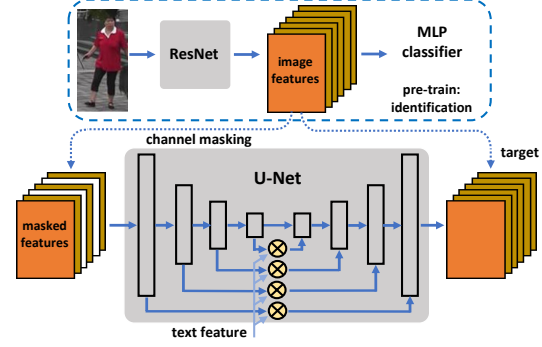 ResNet
image
features
MLP
classifier
pre-train:
identification
channel masking
target
U-Net
masked
features
text feature